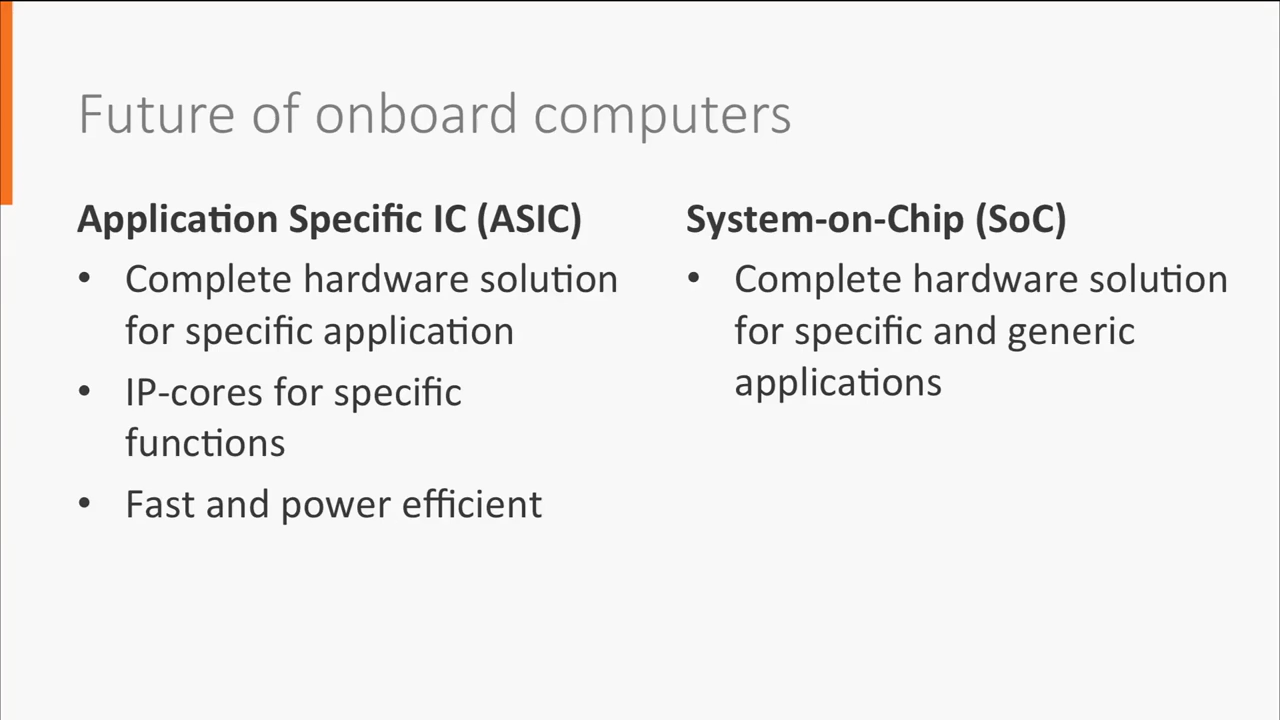 Future of onboard computers
Application Specific IC (ASIC)
• Complete hardware solution
for specific application
• IP-cores for specific
functions
• Fast and power efficient
System-on-Chip (SoC)
• Complete hardware solution
for specific and generic
applications